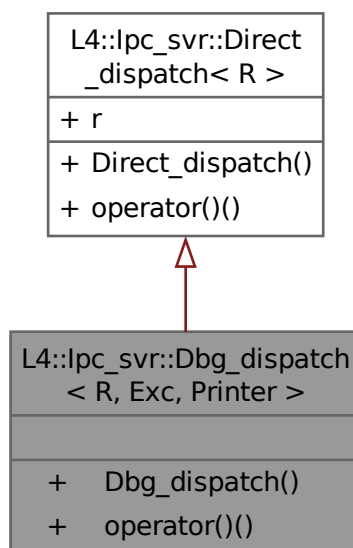 L4::Ipc_svr::Direct
_dispatch< R >
+ r
+ Direct_dispatch()
+ operator()()
L4::Ipc_svr::Dbg_dispatch
< R, Exc, Printer >
+ Dbg_dispatch()
+ operator()()